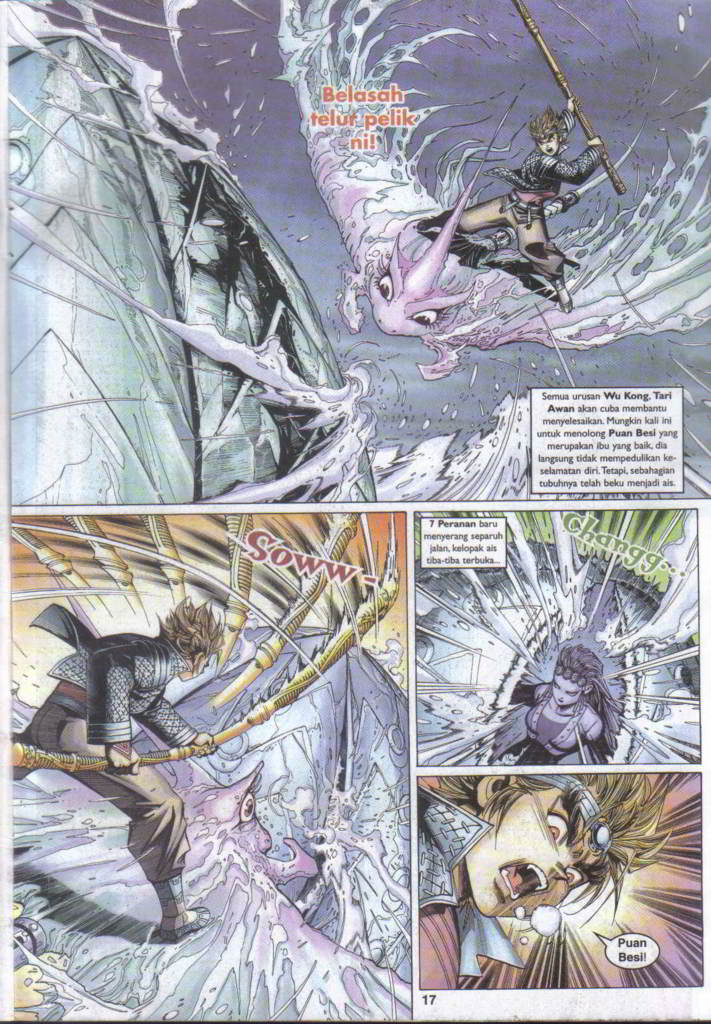 Belasah
telur pelik
ni!
Semua urusan Wu Kong, Tari
Awan akan cuba membantu
menyelesaikan. Mungkin kali ini
untuk menolong Puan Besi yang
merupakan ibu yang baik, dia
langsung tidak mempedulikan ke-
selamatan diri. Tetapi, sebahagian
tubuhnya telah beku menjadi ais.
Soww-
7 Peranan baru
menyerang separuh
jalan, kelopak ais
tiba-tiba terbuka...
Changg...
Puan
Besi!
17